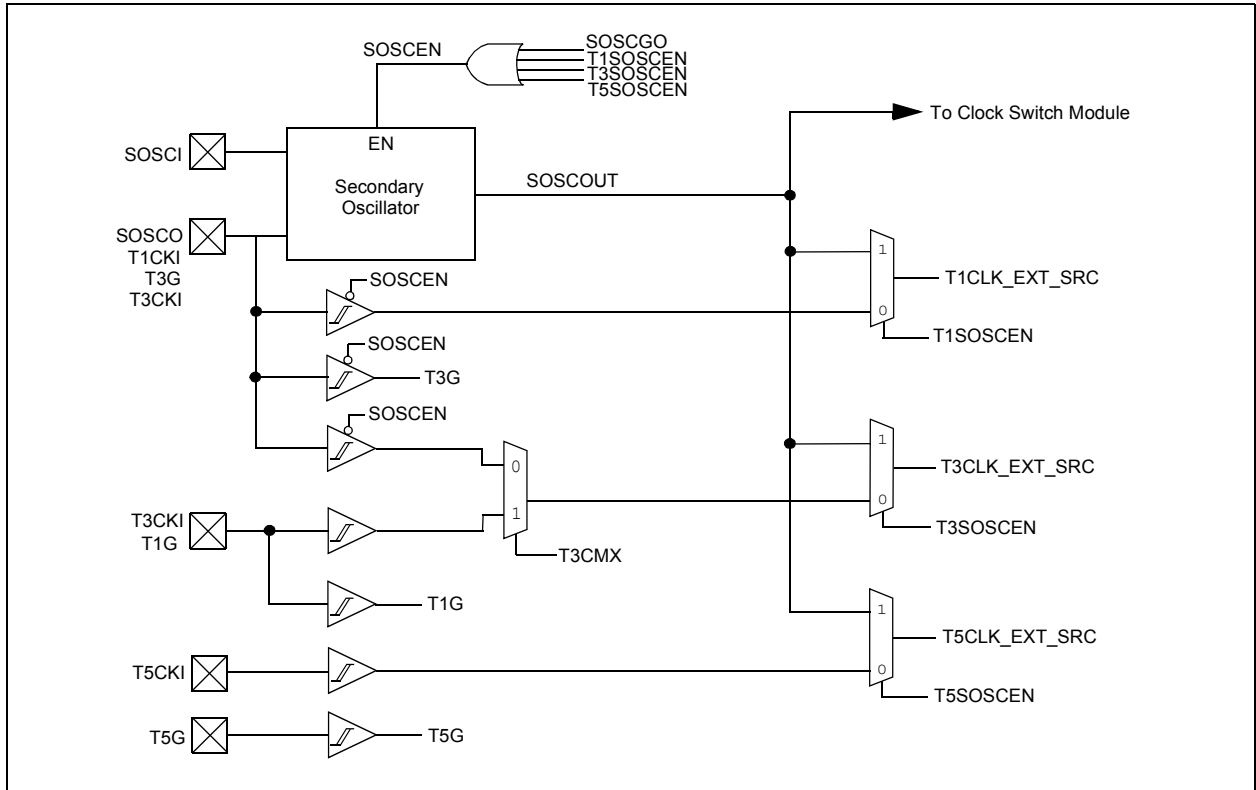 SOSCEN
SOSCGO
T1SOSCEN
T3SOSCEN
T5SOSCEN
To Clock Switch Module
SOSCI
EN
Secondary
Oscillator
SOSCOUT
SOSCO
T1CKI
T3G
T3CKI
SOSCEN
1
0
T1CLK_EXT_SRC
T1SOSCEN
SOSCEN
T3G
SOSCEN
0
1
T3CMX
1
0
T3CLK_EXT_SRC
T3SOSCEN
T3CKI
T1G
T1G
1
0
T5CLK_EXT_SRC
T5SOSCEN
T5CKI
T5G
T5G